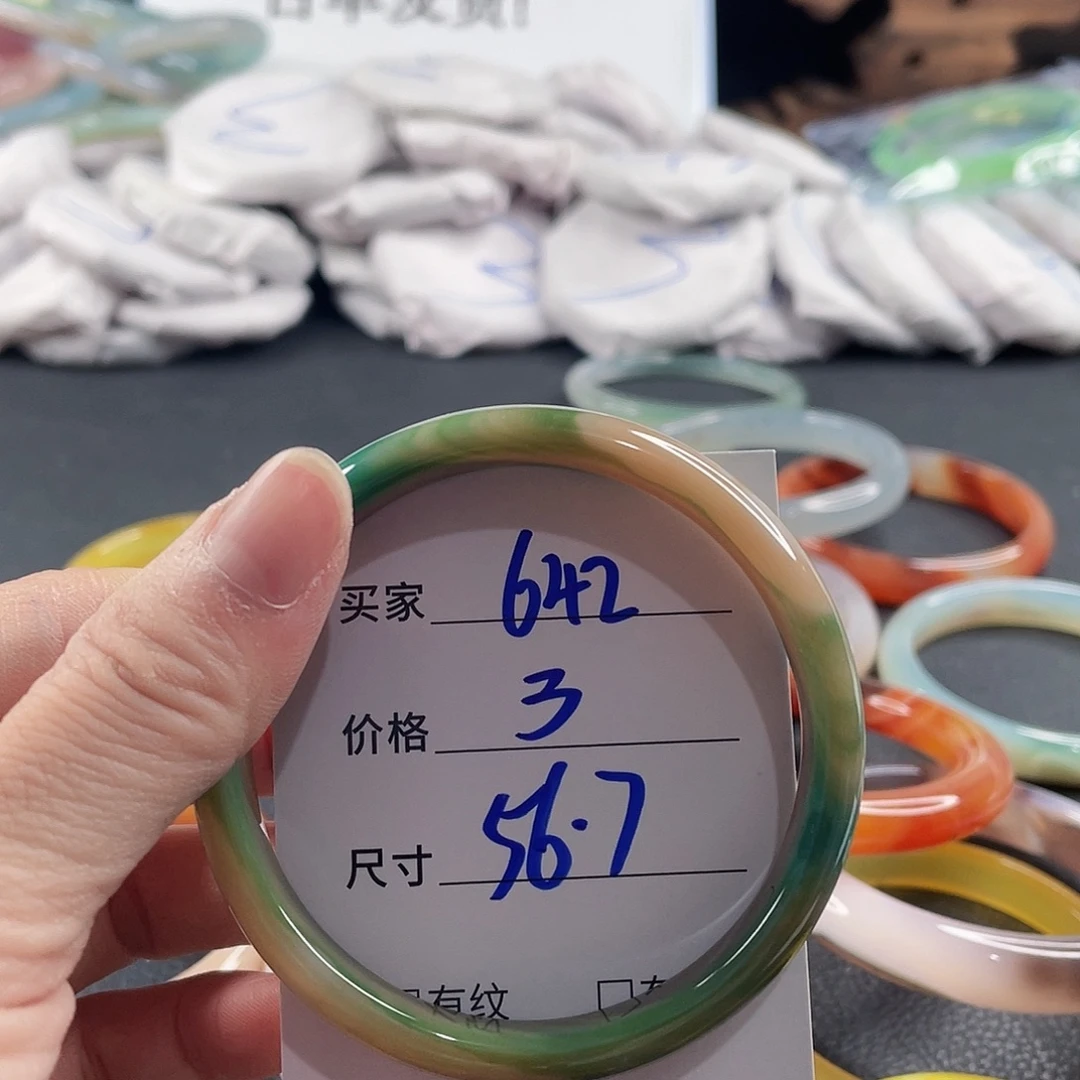 买家 642
价格 3
尺寸 56.7
有纹